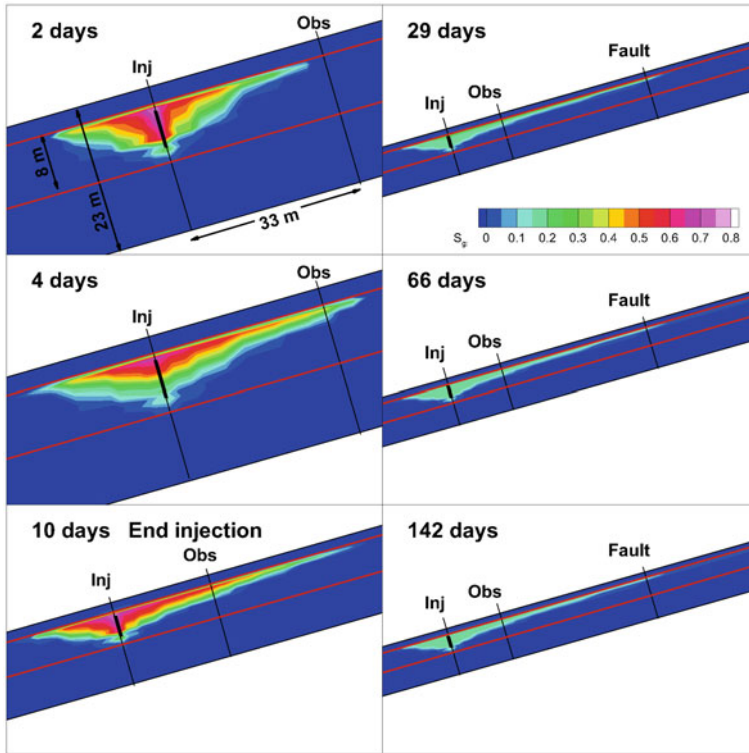 2 days
Obs
Inj
8 m
23 m
33 m
4 days
Obs
Inj
10 days End injection
Obs
Inj
29 days
Fault
Obs
Inj
0 0.1 0.2 0.3 0.4 0.5 0.6 0.7 0.8
66 days
Fault
Obs
Inj
142 days
Fault
Obs
Inj